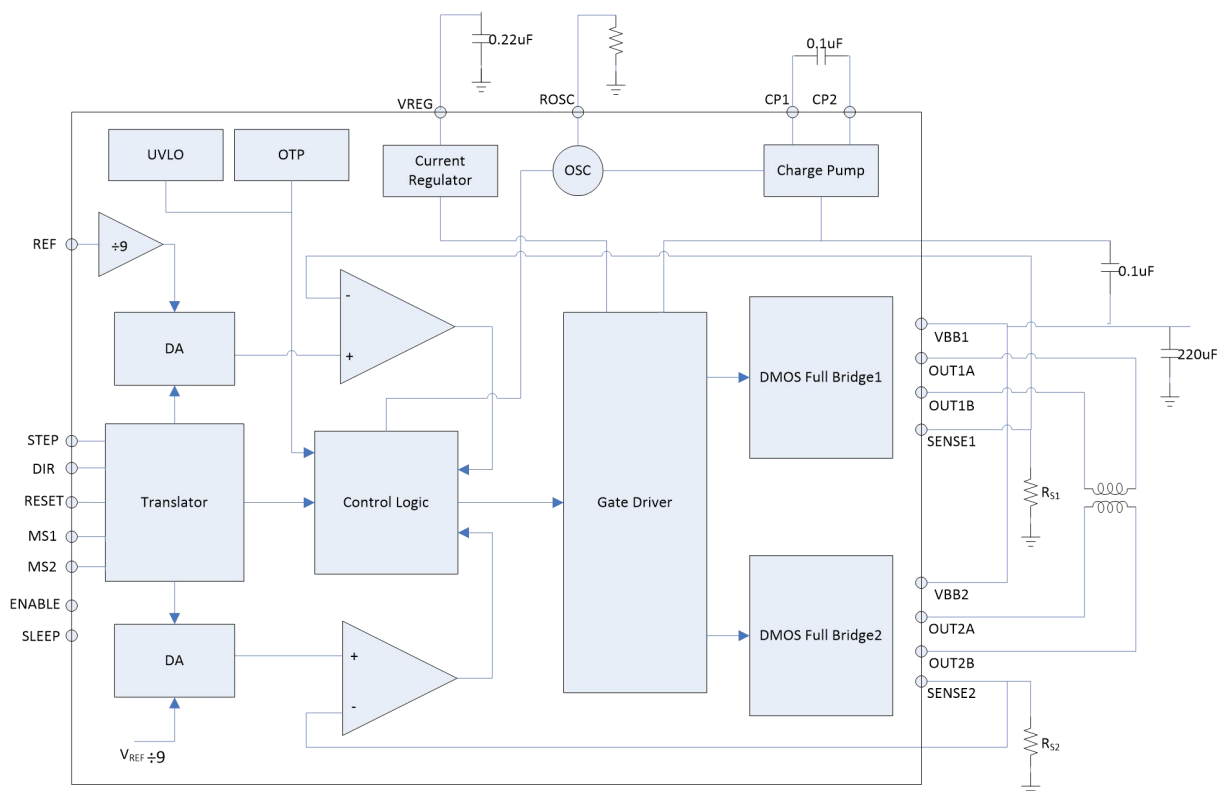 0.22uF
0.1uF
VREG
ROSC
CP1
CP2
UVLO
OTP
Current
Regulator
OSC
Charge Pump
REF
÷9
0.1uF
-
+
DA
VBB1
220uF
OUT1A
DMOS Full Bridge1
OUT1B
SENSE1
STEP
DIR
RESET
MS1
MS2
Translator
Control Logic
Gate Driver
RS1
ENABLE
SLEEP
VBB2
OUT2A
DMOS Full Bridge2
OUT2B
SENSE2
DA
+
-
VREF ÷9
RS2